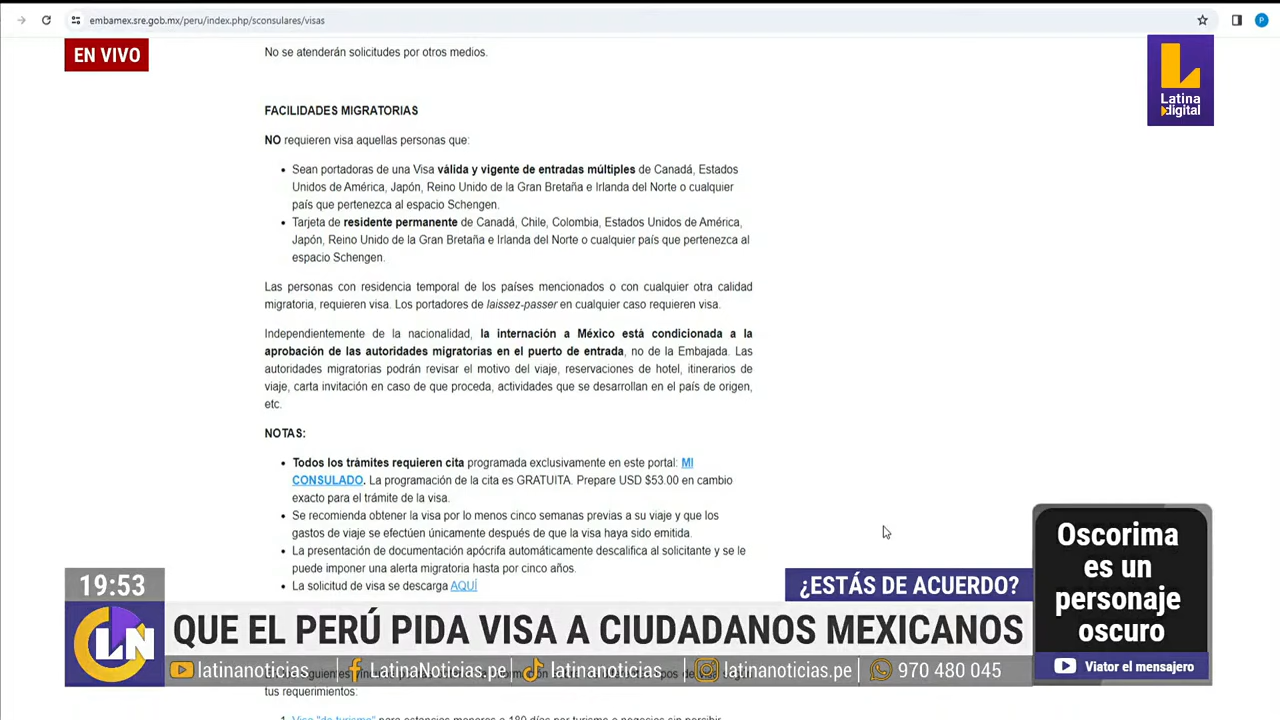 embamex.sre.gob.mx/peru/index.php/sconsulares/visas
P
EN VIVO
Latina
digital
No se atenderán solicitudes por otros medios.
FACILIDADES MIGRATORIAS
NO requieren visa aquellas personas que:
• Sean portadoras de una Visa válida y vigente de entradas múltiples de Canadá, Estados
Unidos de América, Japón, Reino Unido de la Gran Bretaña e Irlanda del Norte o cualquier
país que pertenezca al espacio Schengen.
• Tarjeta de residente permanente de Canadá, Chile, Colombia, Estados Unidos de América,
Japón, Reino Unido de la Gran Bretaña e Irlanda del Norte o cualquier país que pertenezca al
espacio Schengen.
Las personas con residencia temporal de los países mencionados o con cualquier otra calidad
migratoria, requieren visa. Los portadores de laissez-passer en cualquier caso requieren visa.
Independientemente de la nacionalidad, la internación a México está condicionada a la
aprobación de las autoridades migratorias en el puerto de entrada, no de la Embajada. Las
autoridades migratorias podrán revisar el motivo del viaje, reservaciones de hotel, itinerarios de
viaje, carta invitación en caso de que proceda, actividades que se desarrollan en el país de origen,
etc.
NOTAS:
• Todos los trámites requieren cita programada exclusivamente en este portal: MI
CONSULADO. La programación de la cita es GRATUITA. Prepare USD $53.00 en cambio
exacto para el trámite de la visa.
• Se recomienda obtener la visa por lo menos cinco semanas previas a su viaje y que los
gastos de viaje se efectúen únicamente después de que la visa haya sido emitida.
• La presentación de documentación apócrifa automáticamente descalifica al solicitante y se le
puede imponer una alerta migratoria hasta por cinco años.
• La solicitud de visa se descarga AQUÍ
19:53
LN
¿ESTÁS DE ACUERDO?
QUE EL PERÚ PIDA VISA A CIUDADANOS MEXICANOS
latinanoticias
LatinaNoticias.pe
latinanoticias
latinanoticias.pe
970 480 045
Oscorima
es un
personaje
oscuro
Viator el mensajero
tus requerimientos:
1. Visa "de turismo" para estancias menores a 180 días por turismo o negocios sin percibir